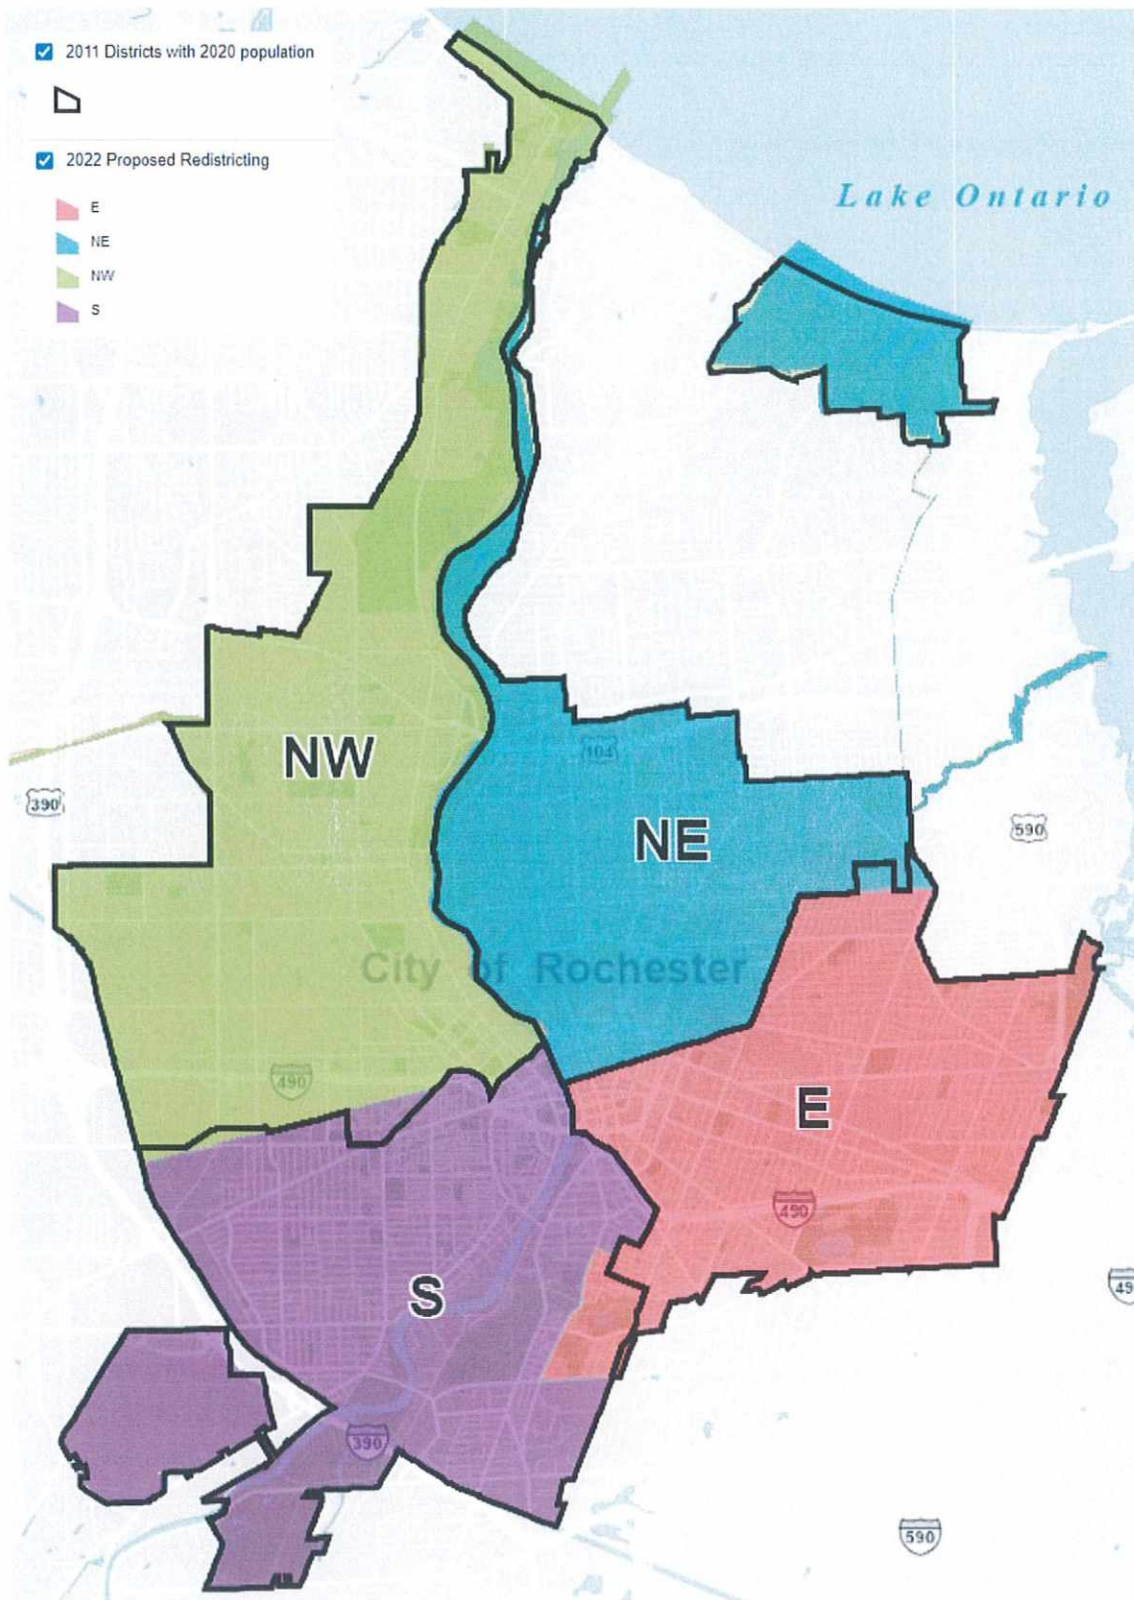 2011 Districts with 2020 population
2022 Proposed Redistricting
E
NE
NW
S
Lake Ontario
NW
104
NE
390
590
City of Rochester
490
E
490
S
49
390
590